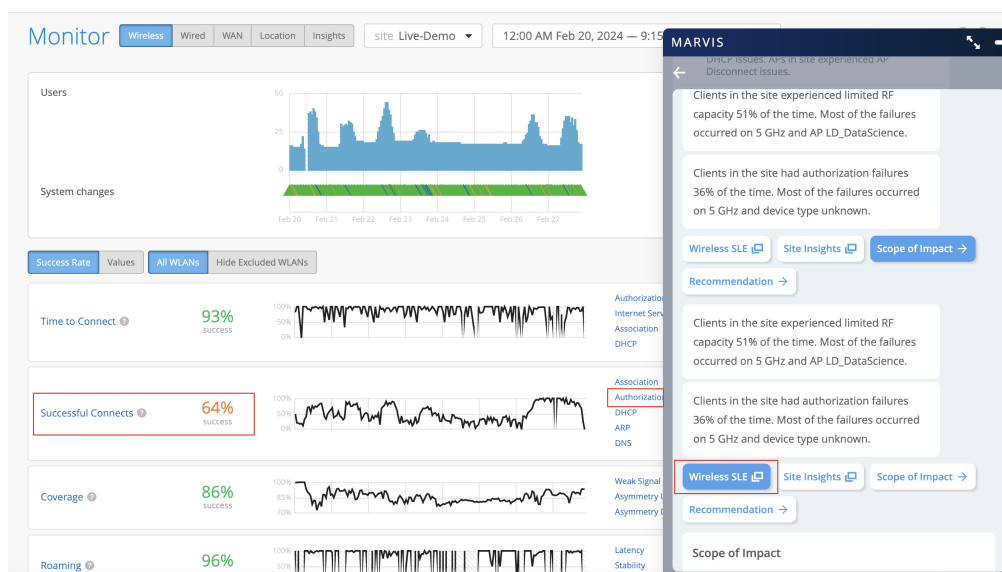 Monitor
Wireless Wired WAN Location Insights
site Live-Demo
12:00 AM Feb 20, 2024 — 9:15
Users
50
25
0
System changes
Feb 20 Feb 21 Feb 22 Feb 23 Feb 24 Feb 25 Feb 26 Feb 27
Success Rate Values All WLANs Hide Excluded WLANs
Time to Connect ?
93%
success
100%
50%
0%
Authorization
Internet Serv
Association
DHCP
Successful Connects ?
64%
success
100%
50%
0%
Association
Authorization
DHCP
ARP
DNS
Coverage ?
86%
success
100%
85%
70%
Weak Signal
Asymmetry U
Asymmetry D
Roaming ?
96%
100%
50%
Latency
Stability
MARVIS
DHCP issues. APs in site experienced AP
Disconnect issues.
Clients in the site experienced limited RF
capacity 51% of the time. Most of the failures
occurred on 5 GHz and AP LD_DataScience.
Clients in the site had authorization failures
36% of the time. Most of the failures occurred
on 5 GHz and device type unknown.
Wireless SLE Site Insights Scope of Impact →
Recommendation →
Clients in the site experienced limited RF
capacity 51% of the time. Most of the failures
occurred on 5 GHz and AP LD_DataScience.
Clients in the site had authorization failures
36% of the time. Most of the failures occurred
on 5 GHz and device type unknown.
Wireless SLE Site Insights Scope of Impact →
Recommendation →
Scope of Impact